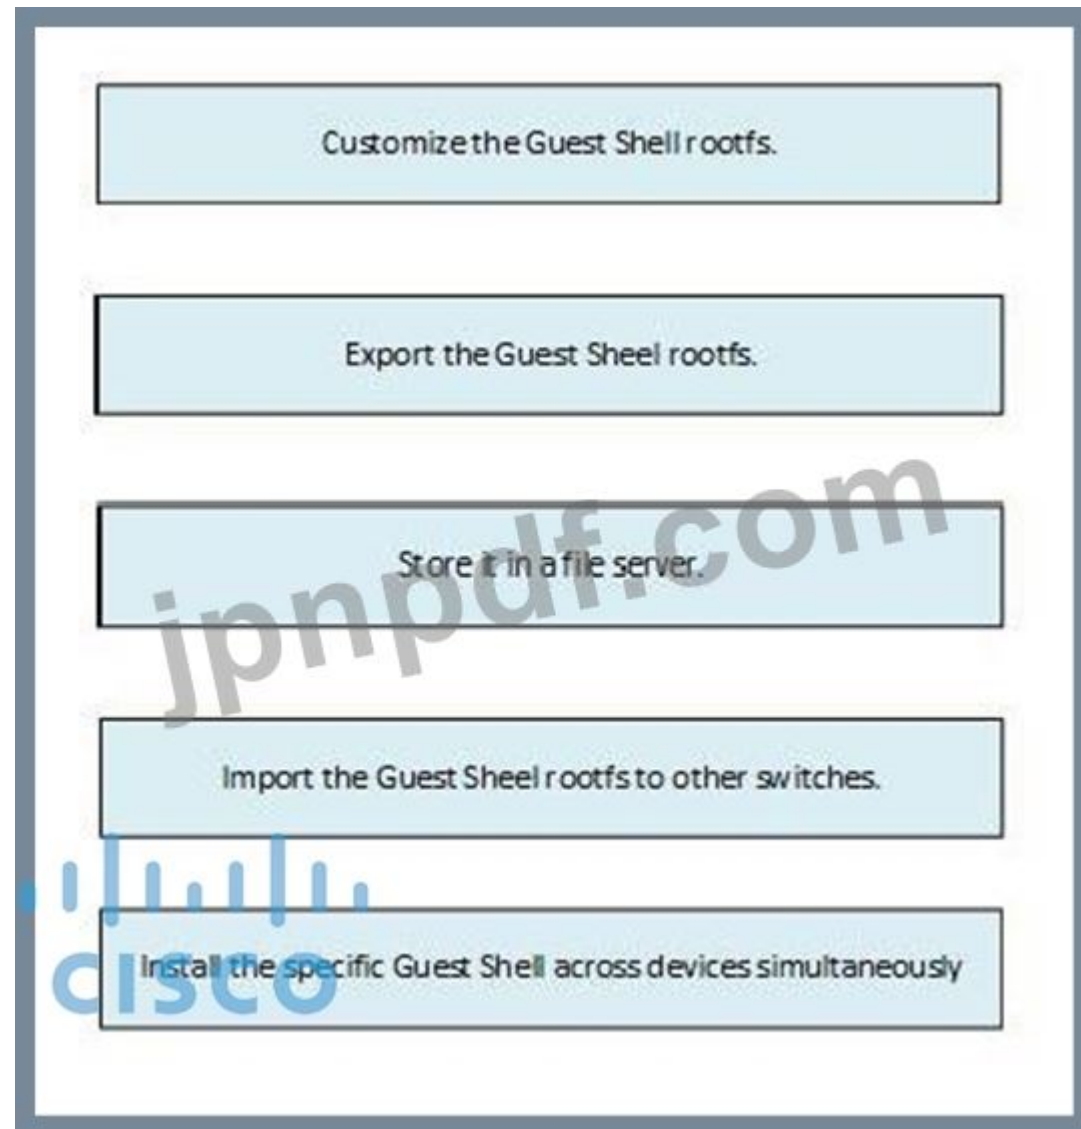 Customize the Guest Shell rootfs.
Export the Guest Sheel rootfs.
Store it in a file server.
jpnpdf.com
Import the Guest Sheel rootfs to other switches.
Install the specific Guest Shell across devices simultaneously
CISCO